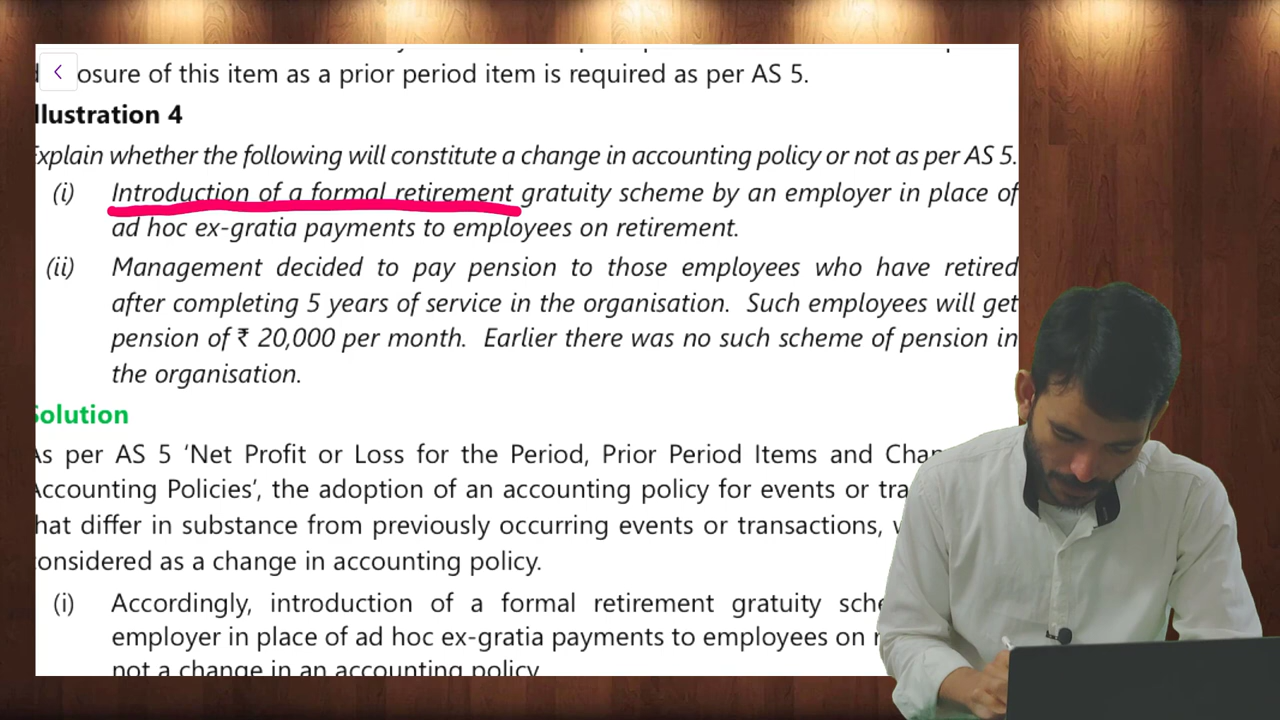 osure of this item as a prior period item is required as per AS 5.
llustration 4
Explain whether the following will constitute a change in accounting policy or not as per AS 5.
(i) Introduction of a formal retirement gratuity scheme by an employer in place of
ad hoc ex-gratia payments to employees on retirement.
(ii) Management decided to pay pension to those employees who have retired
after completing 5 years of service in the organisation. Such employees will get
pension of ₹ 20,000 per month. Earlier there was no such scheme of pension in
the organisation.
Solution
As per AS 5 ‘Net Profit or Loss for the Period, Prior Period Items and
Accounting Policies’, the adoption of an accounting policy for events or
that differ in substance from previously occurring events or transactions,
considered as a change in accounting policy.
(i) Accordingly, introduction of a formal retirement gratuity
employer in place of ad hoc ex-gratia payments to employees on
not a change in an accounting policy